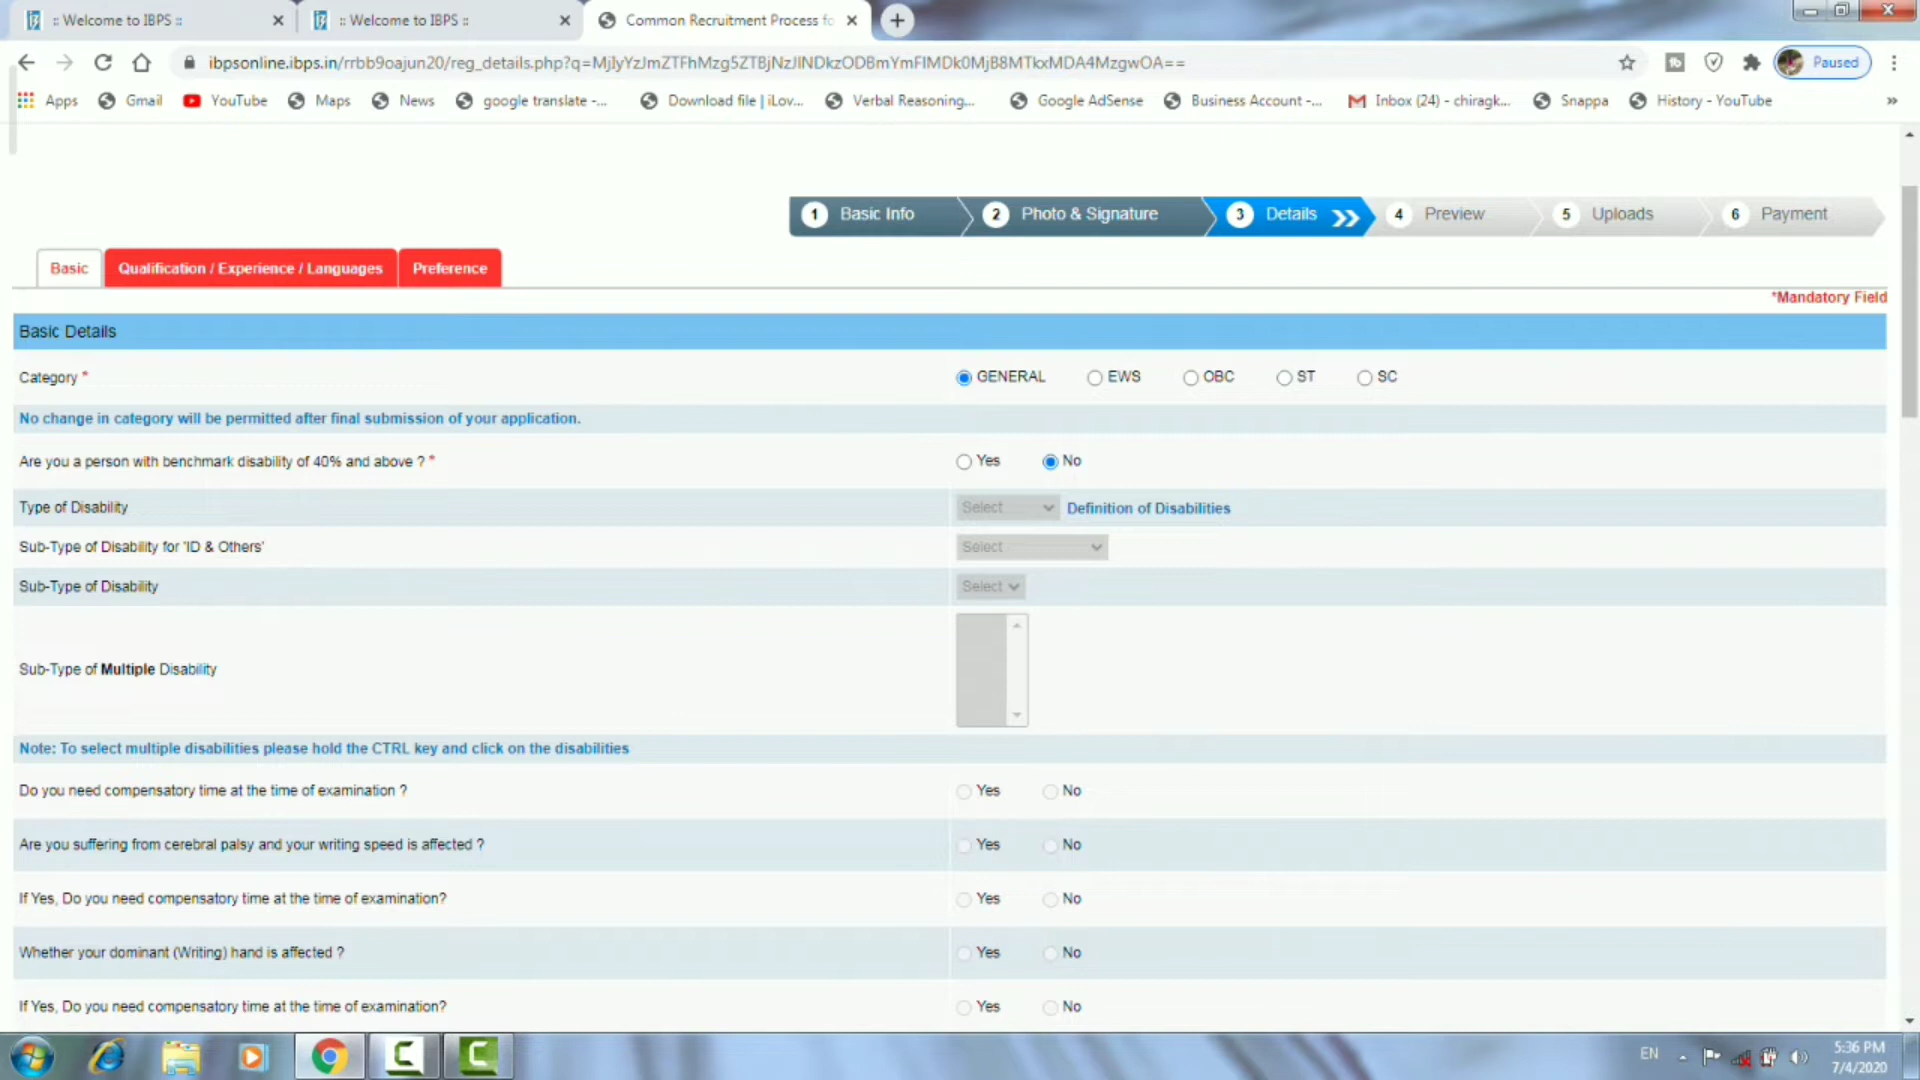 :: Welcome to IBPS ::
:: Welcome to IBPS ::
Common Recruitment Process fo
Paused
Apps
Gmail
YouTube
Maps
News
google translate -...
Download file | iLov...
Verbal Reasoning...
Google AdSense
Business Account -...
Inbox (24) - chiragk...
Snappa
History - YouTube
»
1 Basic Info
2 Photo & Signature
3 Details
4 Preview
5 Uploads
6 Payment
Basic
Qualification / Experience / Languages
Preference
*Mandatory Field
Basic Details
Category * GENERAL EWS OBC ST SC
No change in category will be permitted after final submission of your application.
Are you a person with benchmark disability of 40% and above ? * Yes No
Type of Disability Select Definition of Disabilities
Sub-Type of Disability for 'ID & Others' Select
Sub-Type of Disability Select
Sub-Type of Multiple Disability
Note: To select multiple disabilities please hold the CTRL key and click on the disabilities
Do you need compensatory time at the time of examination ? Yes No
Are you suffering from cerebral palsy and your writing speed is affected ? Yes No
If Yes, Do you need compensatory time at the time of examination? Yes No
Whether your dominant (Writing) hand is affected ? Yes No
If Yes, Do you need compensatory time at the time of examination? Yes No
EN
5:36 PM
7/4/2020